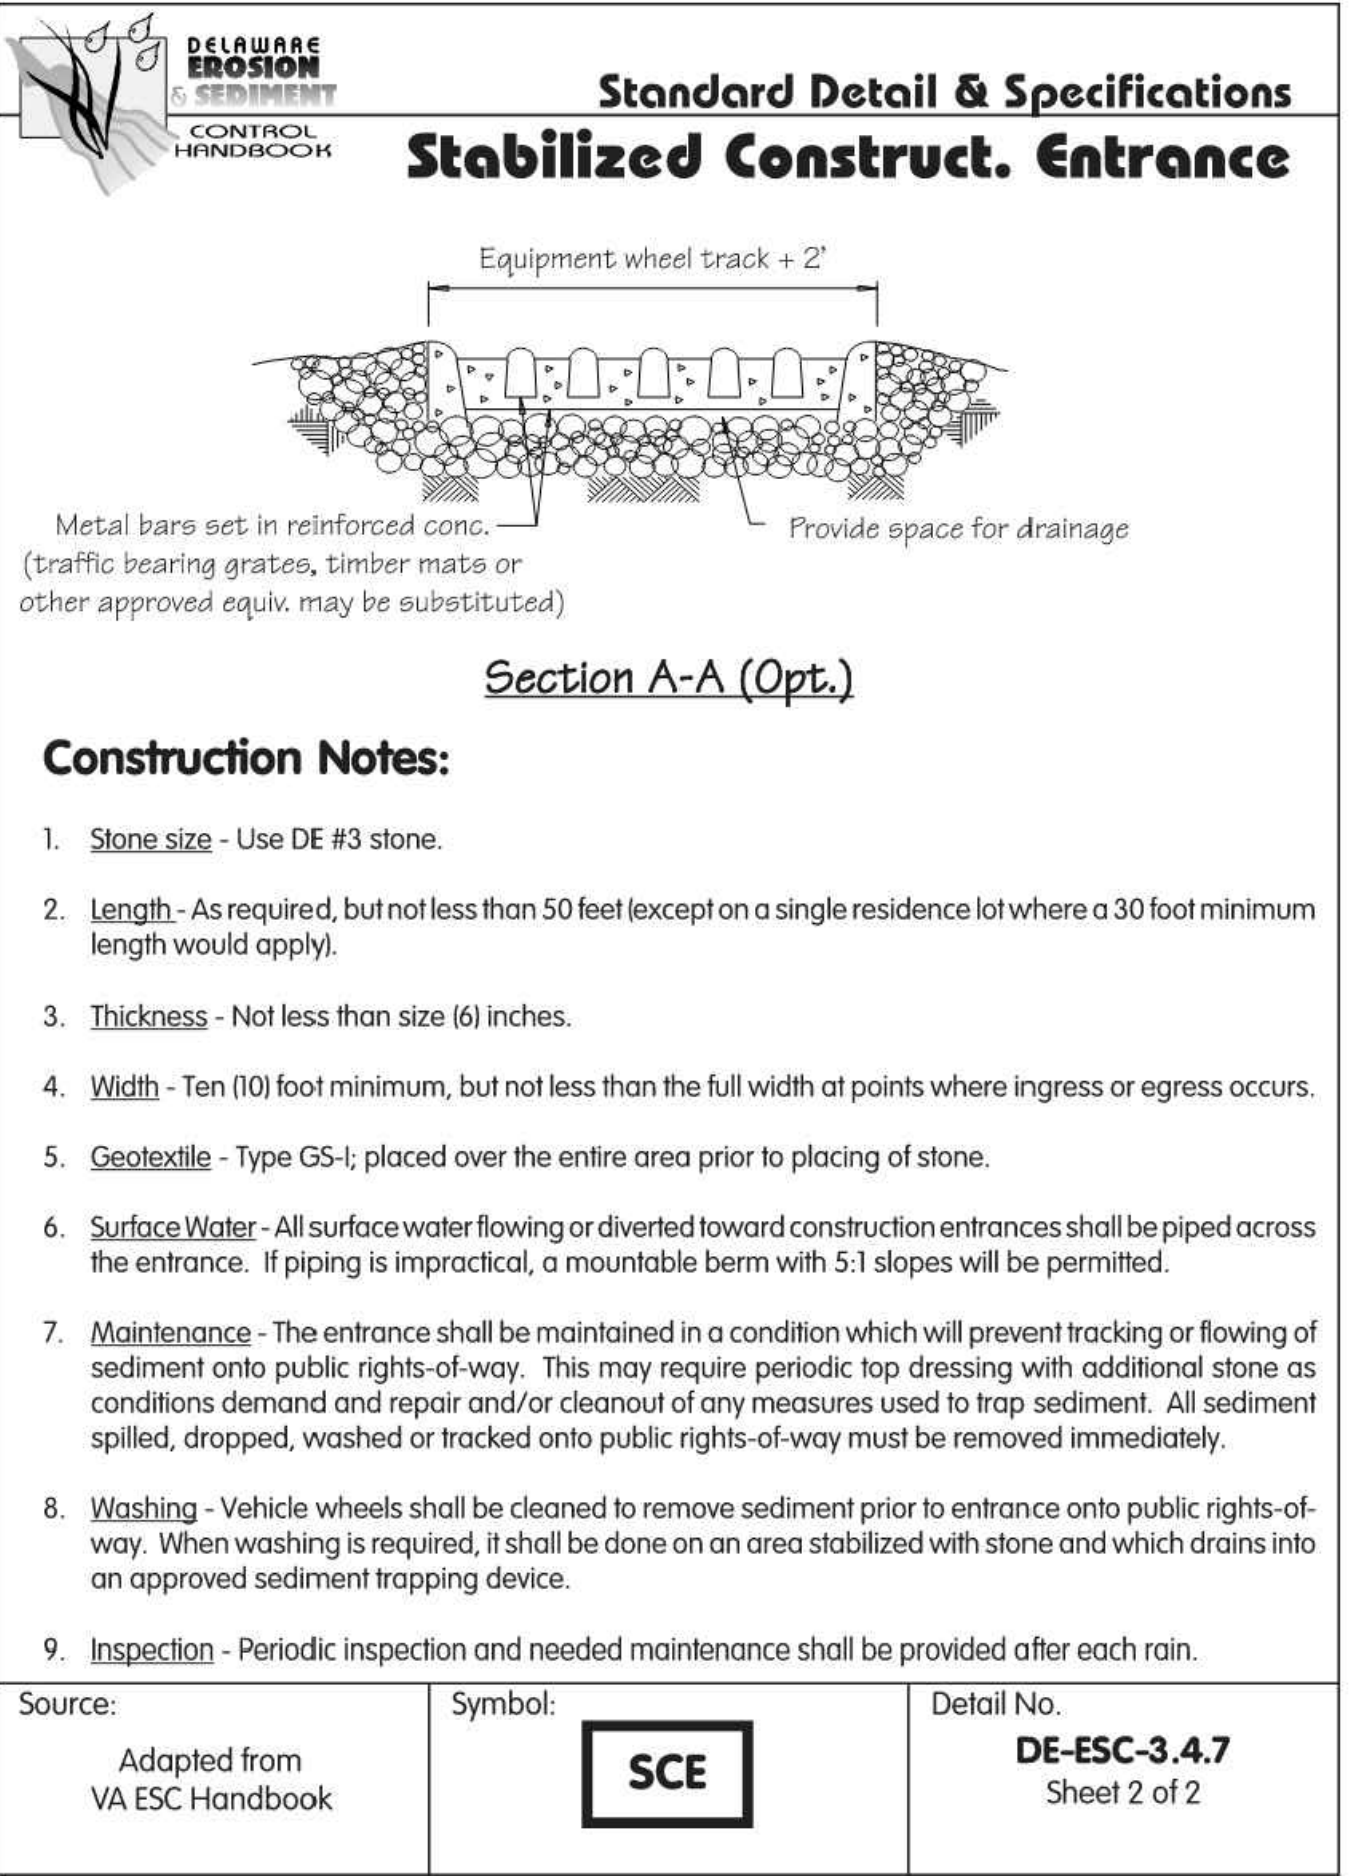 DELAWARE
EROSION
& SEDIMENT
CONTROL
HANDBOOK
Standard Detail & Specifications
Stabilized Construct. Entrance
Equipment wheel track + 2'
Metal bars set in reinforced conc.
(traffic bearing grates, timber mats or
other approved equiv. may be substituted)
Provide space for drainage
Section A-A (Opt.)
Construction Notes:
1. Stone size - Use DE #3 stone.
2. Length - As required, but not less than 50 feet (except on a single residence lot where a 30 foot minimum
length would apply).
3. Thickness - Not less than size (6) inches.
4. Width - Ten (10) foot minimum, but not less than the full width at points where ingress or egress occurs.
5. Geotextile - Type GS-I; placed over the entire area prior to placing of stone.
6. Surface Water - All surface water flowing or diverted toward construction entrances shall be piped across
the entrance. If piping is impractical, a mountable berm with 5:1 slopes will be permitted.
7. Maintenance - The entrance shall be maintained in a condition which will prevent tracking or flowing of
sediment onto public rights-of-way. This may require periodic top dressing with additional stone as
conditions demand and repair and/or cleanout of any measures used to trap sediment. All sediment
spilled, dropped, washed or tracked onto public rights-of-way must be removed immediately.
8. Washing - Vehicle wheels shall be cleaned to remove sediment prior to entrance onto public rights-of-
way. When washing is required, it shall be done on an area stabilized with stone and which drains into
an approved sediment trapping device.
9. Inspection - Periodic inspection and needed maintenance shall be provided after each rain.
Source:
Adapted from
VA ESC Handbook
Symbol:
SCE
Detail No.
DE-ESC-3.4.7
Sheet 2 of 2